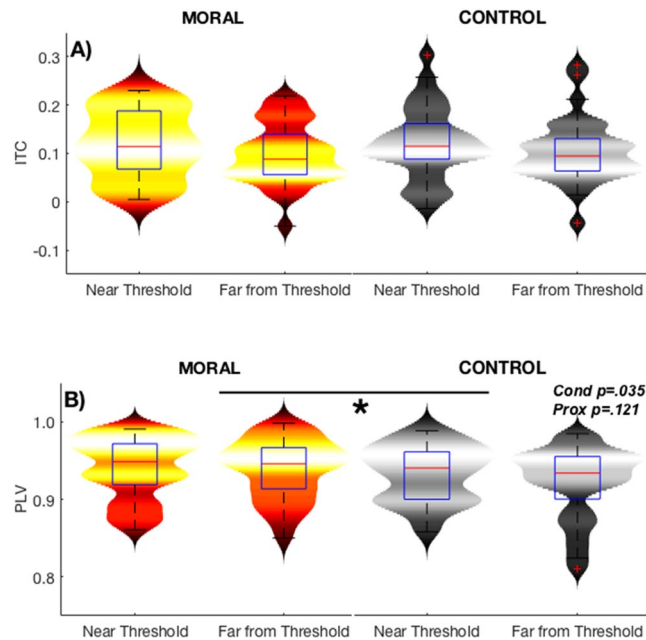 MORAL CONTROL
A)
0.3
0.2
0.1
0
-0.1
ITC
Near Threshold Far from Threshold Near Threshold Far from Threshold
MORAL CONTROL
B)
Cond p=.035
Prox p=.121
*
1.0
0.9
0.8
PLV
Near Threshold Far from Threshold Near Threshold Far from Threshold